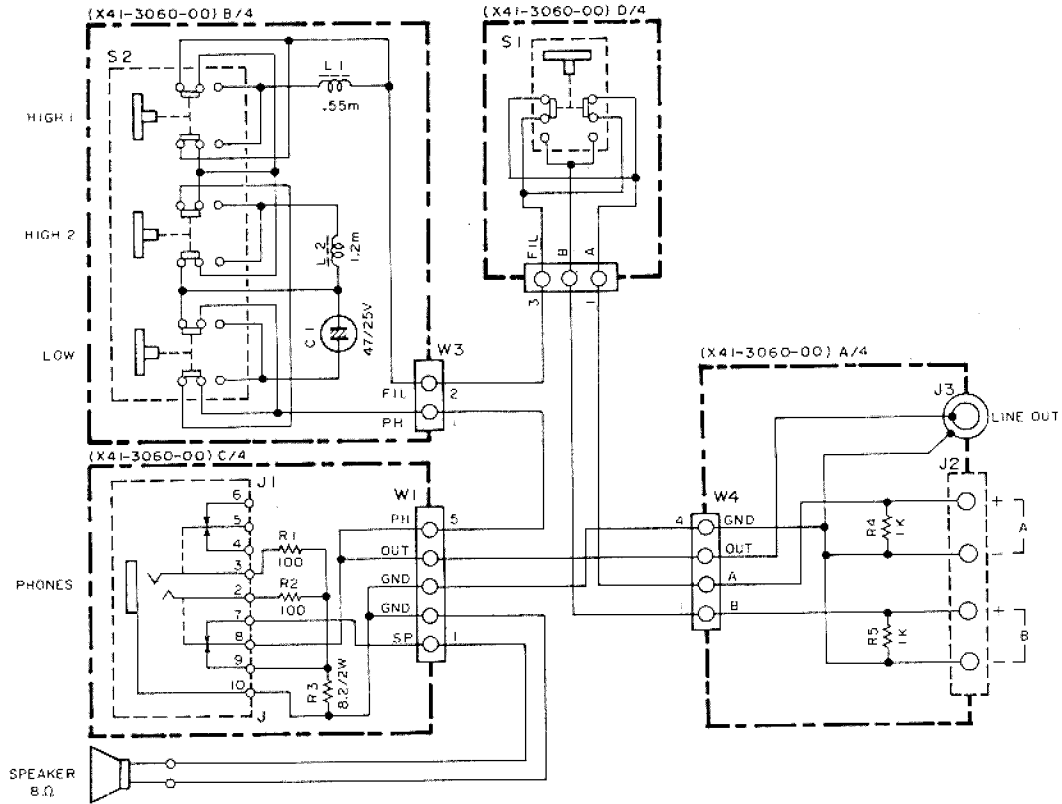 (X41-3060-00) B/4
S2
HIGH 1
HIGH 2
LOW
L1
.55m
L2
1.2m
C1
47/25V
W3
FIL
2
PH
1
(X41-3060-00) D/4
S1
FIL
B
A
3
1
(X41-3060-00) C/4
J1
6
5
4
3
2
7
8
9
10
J
PHONES
R1
100
R2
100
R3
8.2/2W
W1
PH
5
OUT
GND
GND
SP
1
SPEAKER
8Ω
(X41-3060-00) A/4
J3
LINE OUT
J2
W4
4
GND
OUT
A
1
B
R4
1K
R5
1K
+
A
-
+
B
-